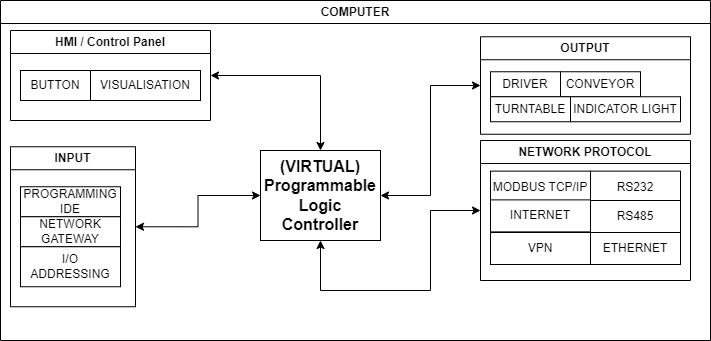 COMPUTER
HMI / Control Panel
BUTTON
VISUALISATION
INPUT
PROGRAMMING
IDE
NETWORK
GATEWAY
I/O
ADDRESSING
(VIRTUAL)
Programmable
Logic
Controller
OUTPUT
DRIVER
CONVEYOR
TURNTABLE
INDICATOR LIGHT
NETWORK PROTOCOL
MODBUS TCP/IP
RS232
INTERNET
RS485
VPN
ETHERNET